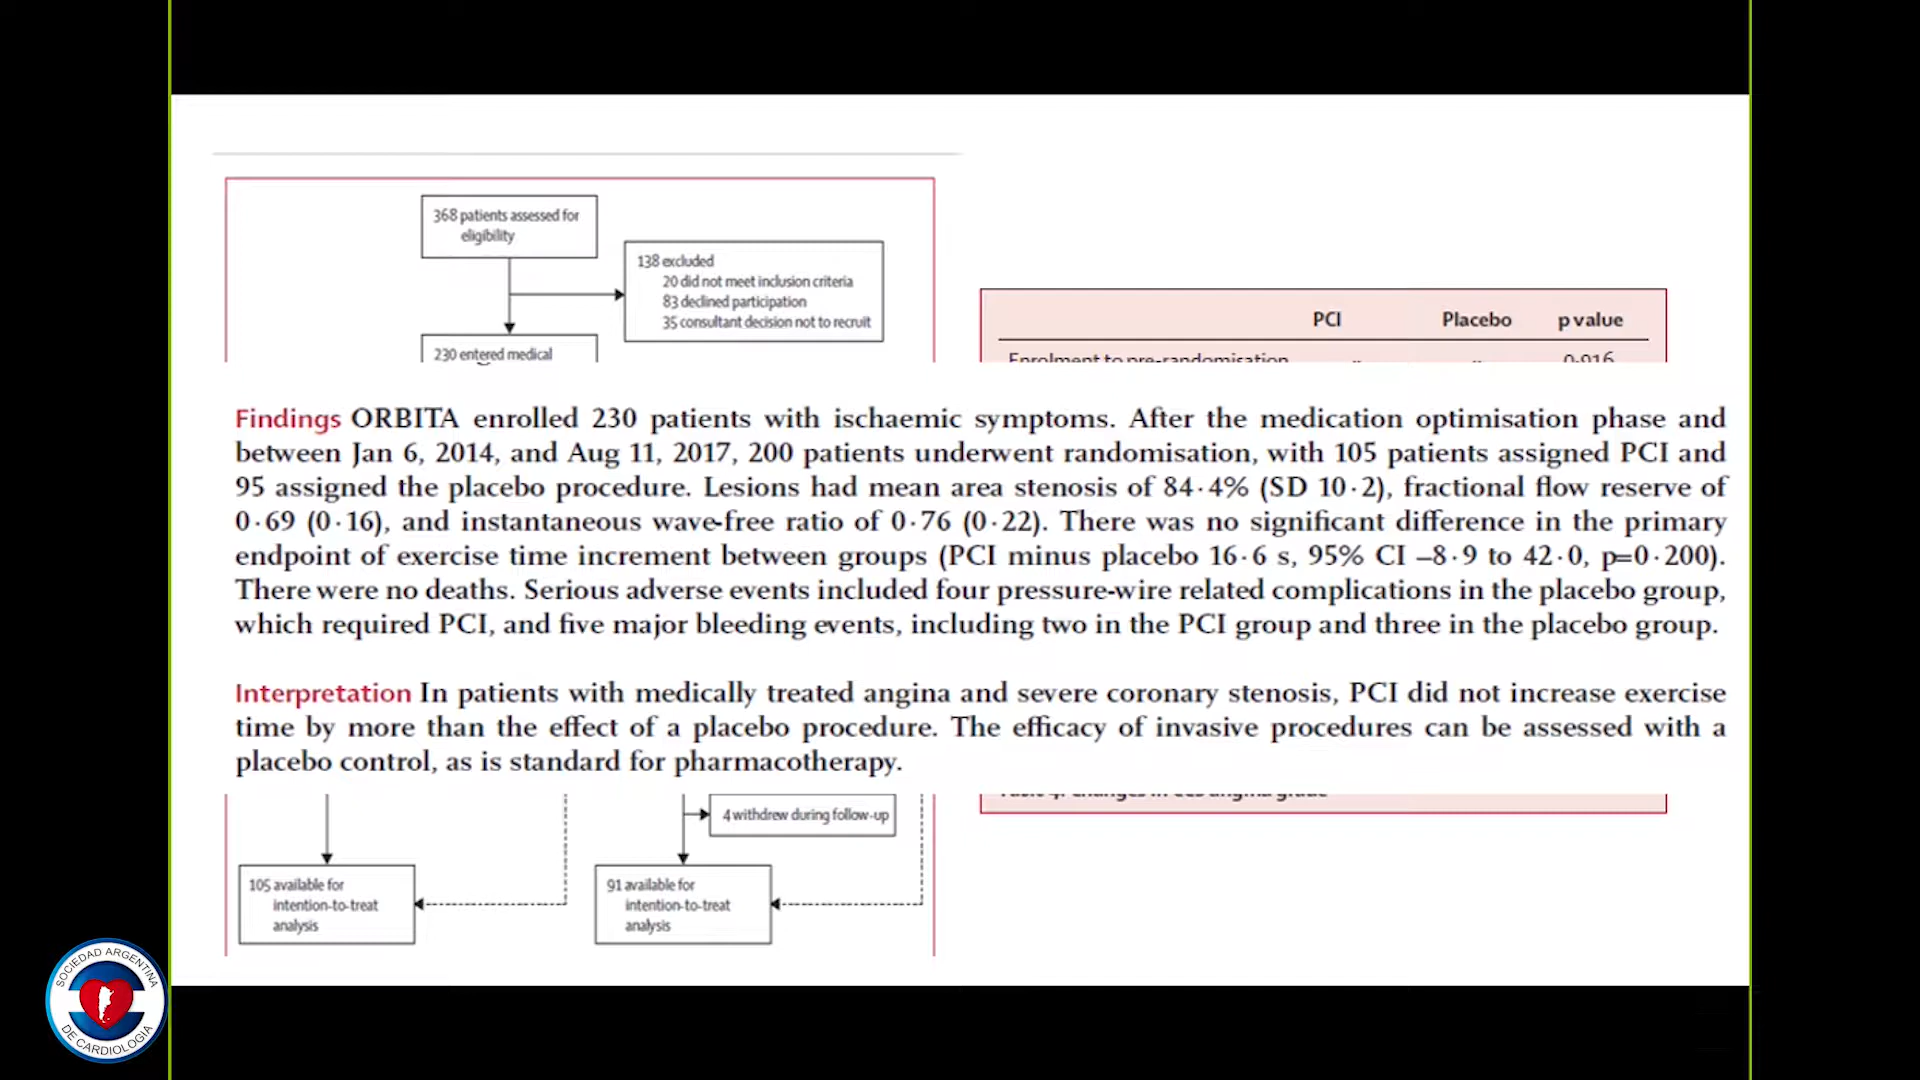 368 patients assessed for
eligibility
138 excluded
20 did not meet inclusion criteria
83 declined participation
35 consultant decision not to recruit
230 entered medical
PCI Placebo p value
Enrolment to pre-randomisation .. .. 0·916
Findings ORBITA enrolled 230 patients with ischaemic symptoms. After the medication optimisation phase and
between Jan 6, 2014, and Aug 11, 2017, 200 patients underwent randomisation, with 105 patients assigned PCI and
95 assigned the placebo procedure. Lesions had mean area stenosis of 84·4% (SD 10·2), fractional flow reserve of
0·69 (0·16), and instantaneous wave-free ratio of 0·76 (0·22). There was no significant difference in the primary
endpoint of exercise time increment between groups (PCI minus placebo 16·6 s, 95% CI –8·9 to 42·0, p=0·200).
There were no deaths. Serious adverse events included four pressure-wire related complications in the placebo group,
which required PCI, and five major bleeding events, including two in the PCI group and three in the placebo group.
Interpretation In patients with medically treated angina and severe coronary stenosis, PCI did not increase exercise
time by more than the effect of a placebo procedure. The efficacy of invasive procedures can be assessed with a
placebo control, as is standard for pharmacotherapy.
4 withdrew during follow-up
105 available for
intention-to-treat
analysis
91 available for
intention-to-treat
analysis
SOCIEDAD ARGENTINA
DE CARDIOLOGIA